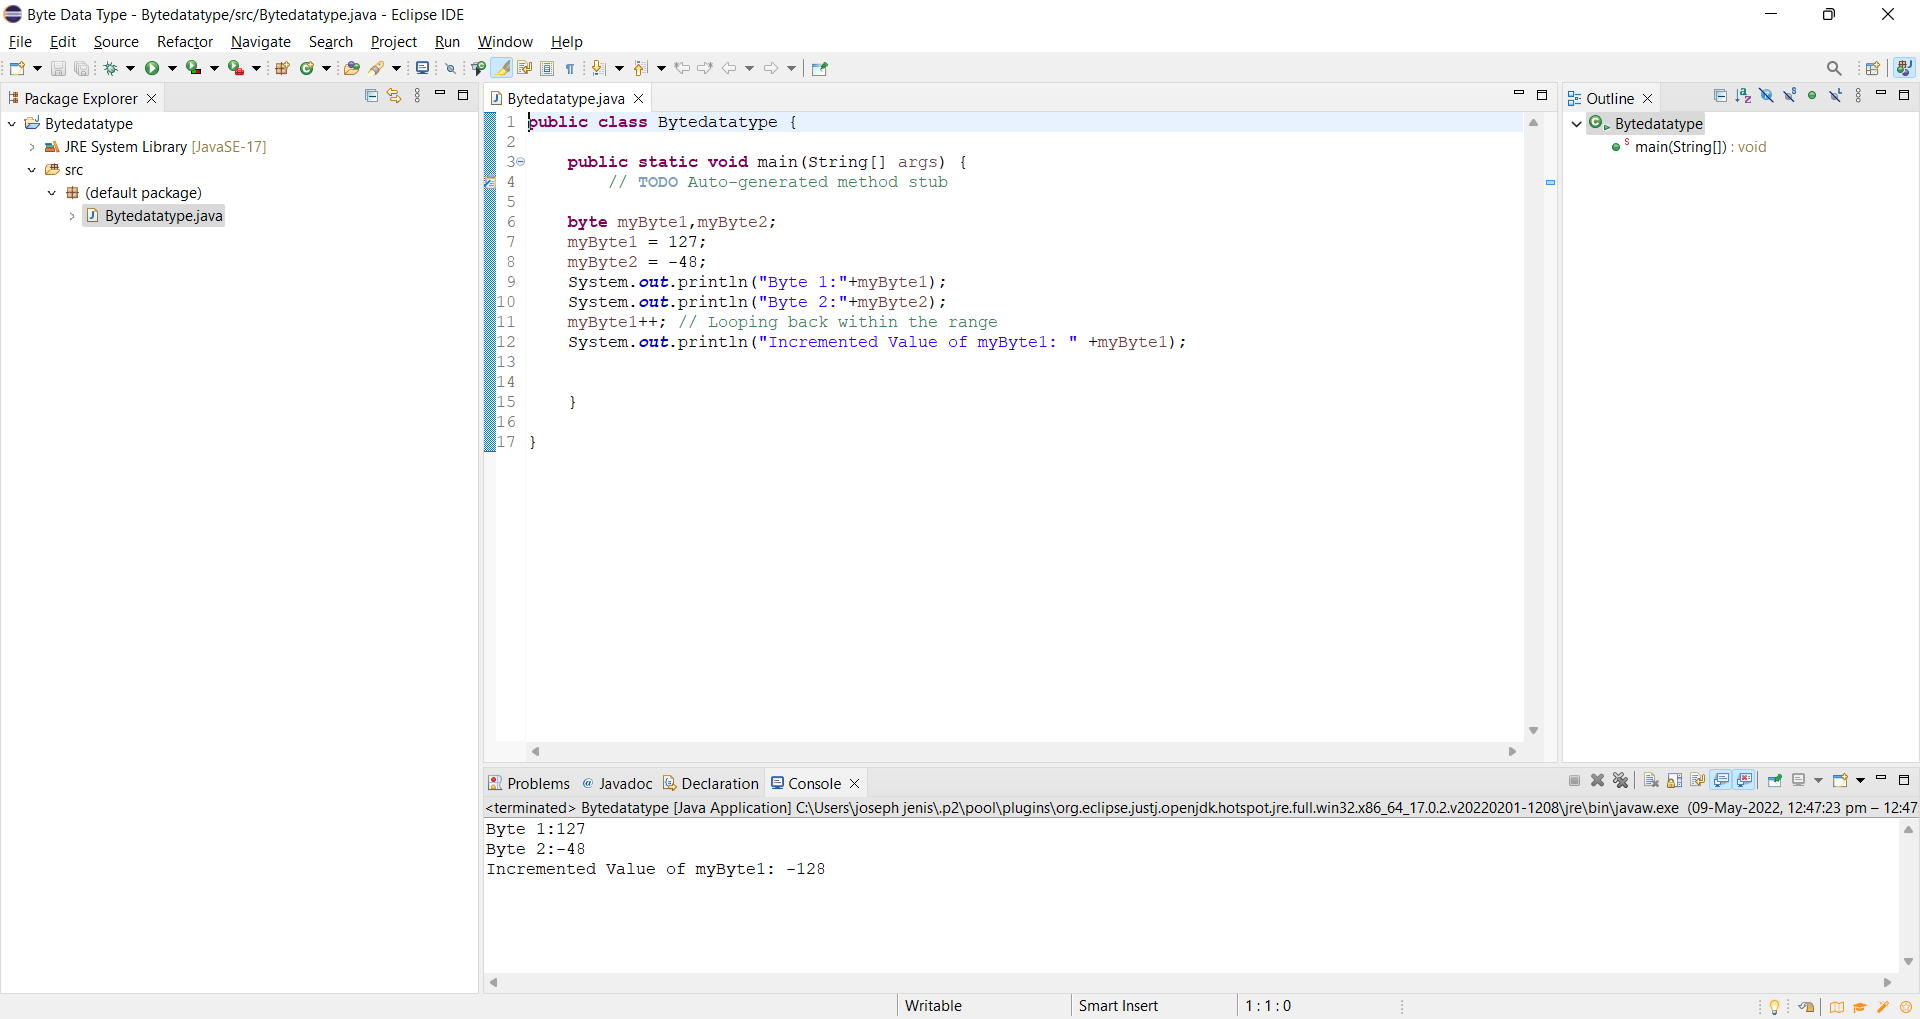 Byte Data Type - Bytedatatype/src/Bytedatatype.java - Eclipse IDE
File Edit Source Refactor Navigate Search Project Run Window Help
Package Explorer
Bytedatatype
JRE System Library [JavaSE-17]
src
(default package)
Bytedatatype.java
Bytedatatype.java
1 public class Bytedatatype {
2
3 public static void main(String[] args) {
4 // TODO Auto-generated method stub
5
6 byte myByte1,myByte2;
7 myByte1 = 127;
8 myByte2 = -48;
9 System.out.println("Byte 1:"+myByte1);
10 System.out.println("Byte 2:"+myByte2);
11 myByte1++; // Looping back within the range
12 System.out.println("Incremented Value of myByte1: " +myByte1);
13
14
15 }
16
17 }
Outline
Bytedatatype
main(String[]) : void
Problems Javadoc Declaration Console
<terminated> Bytedatatype [Java Application] C:\Users\joseph jenis\.p2\pool\plugins\org.eclipse.justj.openjdk.hotspot.jre.full.win32.x86_64_17.0.2.v20220201-1208\jre\bin\javaw.exe (09-May-2022, 12:47:23 pm – 12:47
Byte 1:127
Byte 2:-48
Incremented Value of myByte1: -128
Writable Smart Insert 1 : 1 : 0